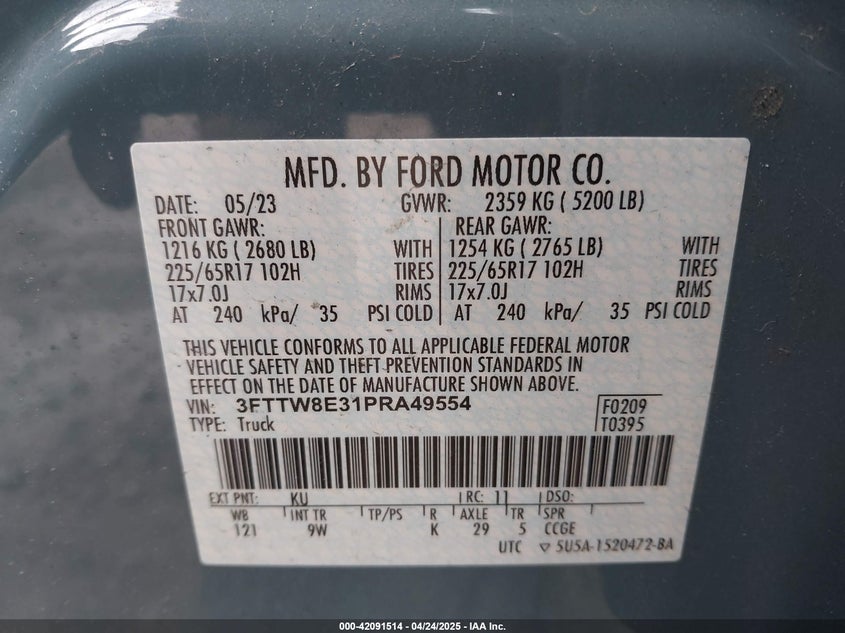 MFD. BY FORD MOTOR CO.
DATE: 05/23 GVWR: 2359 KG ( 5200 LB)
FRONT GAWR: REAR GAWR:
1216 KG ( 2680 LB) WITH 1254 KG ( 2765 LB) WITH
225/65R17 102H TIRES 225/65R17 102H TIRES
17x7.0J RIMS 17x7.0J RIMS
AT 240 kPa/ 35 PSI COLD AT 240 kPa/ 35 PSI COLD
THIS VEHICLE CONFORMS TO ALL APPLICABLE FEDERAL MOTOR
VEHICLE SAFETY AND THEFT PREVENTION STANDARDS IN
EFFECT ON THE DATE OF MANUFACTURE SHOWN ABOVE.
VIN: 3FTTW8E31PRA49554 F0209
TYPE: Truck T0395
EXT PNT: KU RC: 11 DSO:
WB INT TR TP/PS R AXLE TR SPR
121 9W K 29 5 CCGE
UTC ▽ 5U5A-1520472-BA
000-42091514 - 04/24/2025 - IAA Inc.